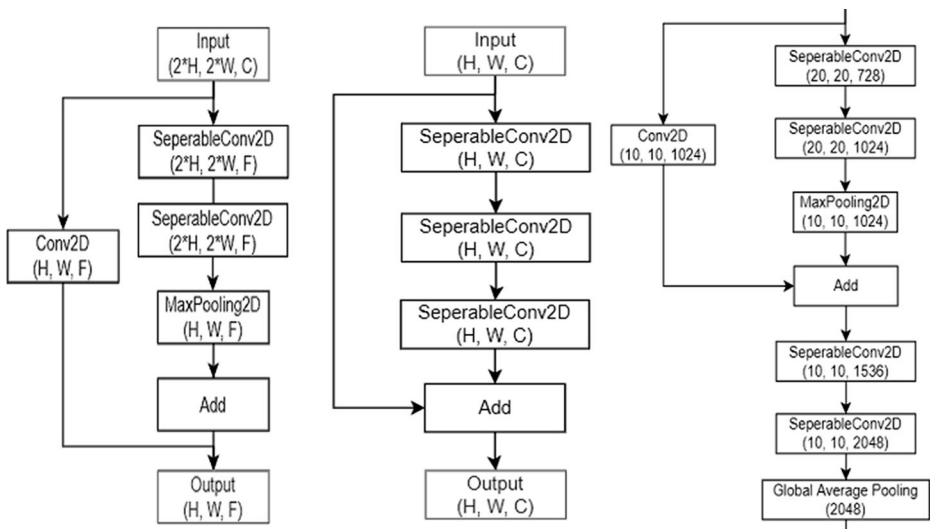 Input
(2*H, 2*W, C)
SeperableConv2D
(2*H, 2*W, F)
SeperableConv2D
(2*H, 2*W, F)
Conv2D
(H, W, F)
MaxPooling2D
(H, W, F)
Add
Output
(H, W, F)
Input
(H, W, C)
SeperableConv2D
(H, W, C)
SeperableConv2D
(H, W, C)
SeperableConv2D
(H, W, C)
Add
Output
(H, W, C)
SeperableConv2D
(20, 20, 728)
Conv2D
(10, 10, 1024)
SeperableConv2D
(20, 20, 1024)
MaxPooling2D
(10, 10, 1024)
Add
SeperableConv2D
(10, 10, 1536)
SeperableConv2D
(10, 10, 2048)
Global Average Pooling
(2048)